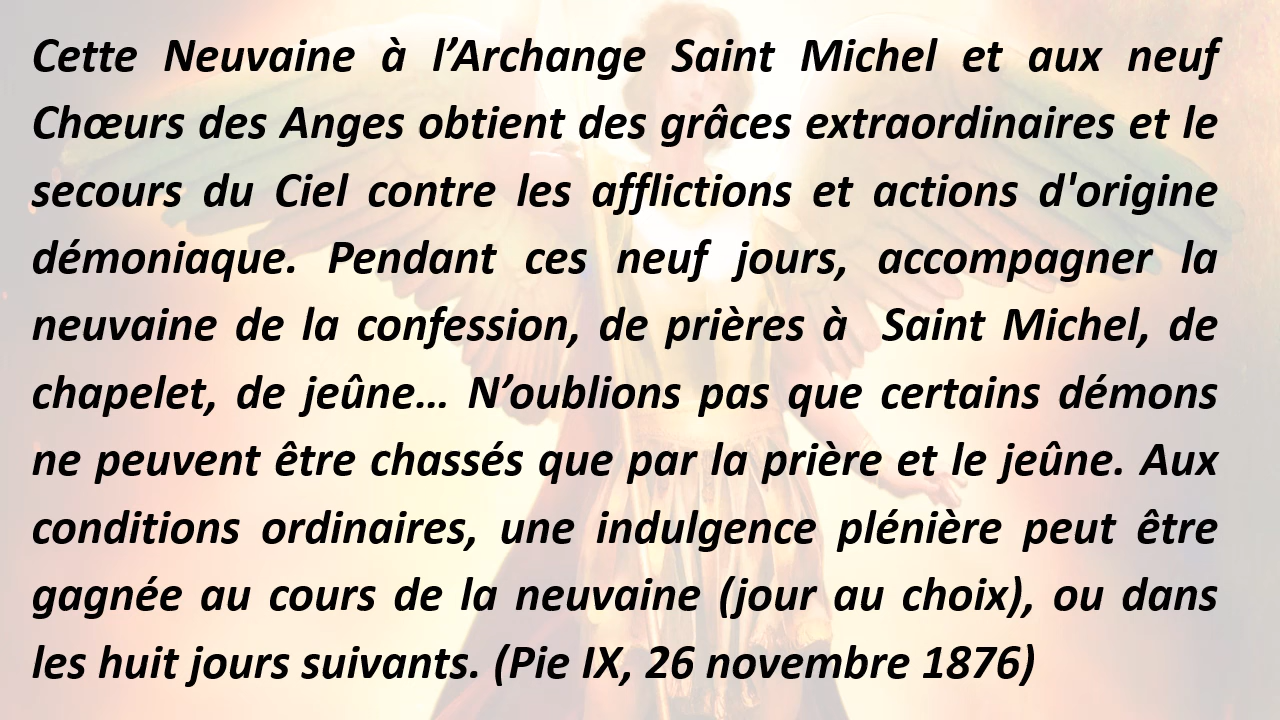 Cette Neuvaine à l’Archange Saint Michel et aux neuf
Chœurs des Anges obtient des grâces extraordinaires et le
secours du Ciel contre les afflictions et actions d'origine
démoniaque. Pendant ces neuf jours, accompagner la
neuvaine de la confession, de prières à  Saint Michel, de
chapelet, de jeûne… N’oublions pas que certains démons
ne peuvent être chassés que par la prière et le jeûne. Aux
conditions ordinaires, une indulgence plénière peut être
gagnée au cours de la neuvaine (jour au choix), ou dans
les huit jours suivants. (Pie IX, 26 novembre 1876)